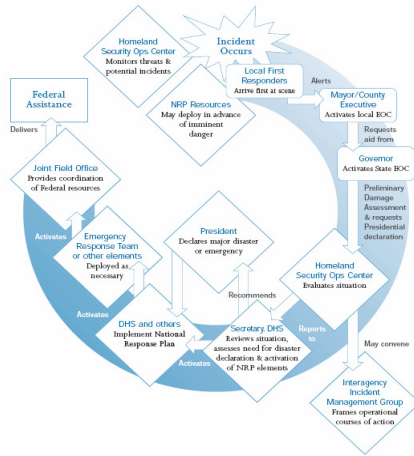 Homeland
Security Ops Center
Monitors threats &
potential incidents
Incident
Occurs
Local First
Responders
Arrive first at scene
Alerts
Mayor/County
Executive
Activates local EOC
Federal
Assistance
NRP Resources
May deploy in advance
of imminent
danger
Requests
aid from
Delivers
Governor
Activates State EOC
Joint Field Office
Provides coordination
of Federal resources
Preliminary
Damage
Assessment
& requests
Presidential
declaration
President
Declares major disaster
or emergency
Activates
Emergency
Response Team
or other elements
Deployed as
necessary
Homeland
Security Ops Center
Evaluates situation
Activates
Recommends
DHS and others
Implement National
Response Plan
Secretary, DHS
Reviews situation,
assesses need for disaster
declaration & activation
of NRP elements
Reports
to
Activates
May convene
Interagency
Incident
Management Group
Frames operational
courses of action